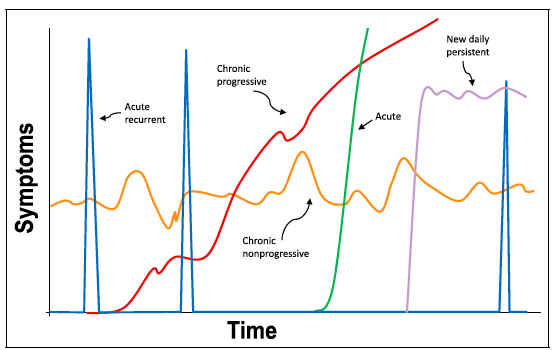 New daily
persistent
Chronic
progressive
Acute
recurrent
Acute
Chronic
nonprogressive
Symptoms
Time